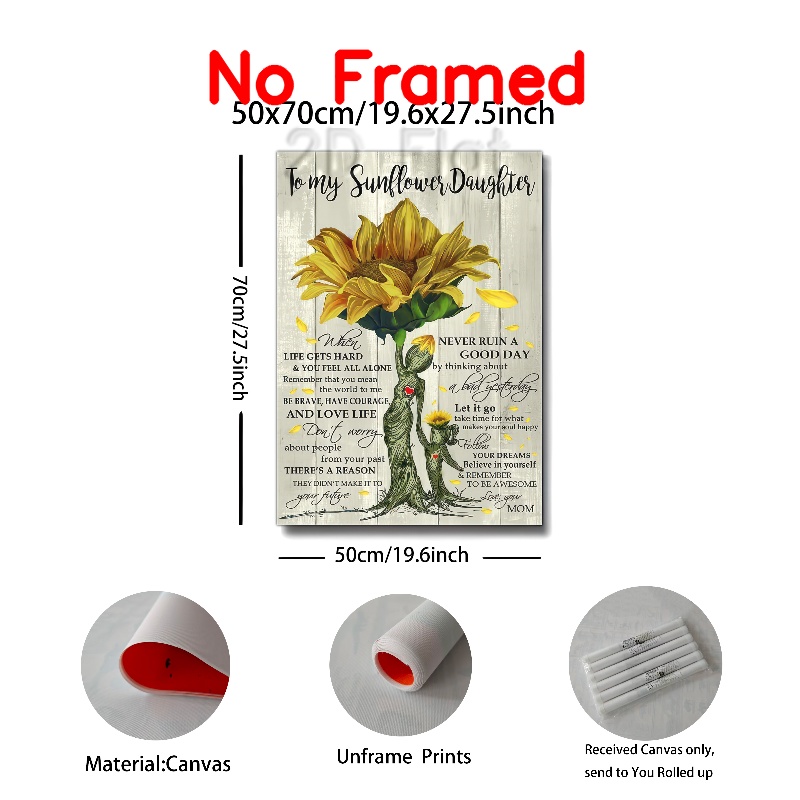 No Framed
50x70cm/19.6x27.5inch
2D Flat
To my Sunflower Daughter
70cm/27.5inch
When
LIFE GETS HARD
& YOU FEEL ALL ALONE
Remember that you mean
the world to me
BE BRAVE, HAVE COURAGE,
AND LOVE LIFE
Don't worry
about people
from your past
THERE'S A REASON
THEY DIDN'T MAKE IT TO
your future
NEVER RUIN A
GOOD DAY
by thinking about
a bad yesterday
Let it go
take time for what
makes your soul happy
Follow
YOUR DREAMS
Believe in yourself
& REMEMBER
TO BE AWESOME
Love, your
MOM
50cm/19.6inch
Material:Canvas
Unframe Prints
Received Canvas only,
send to You Rolled up